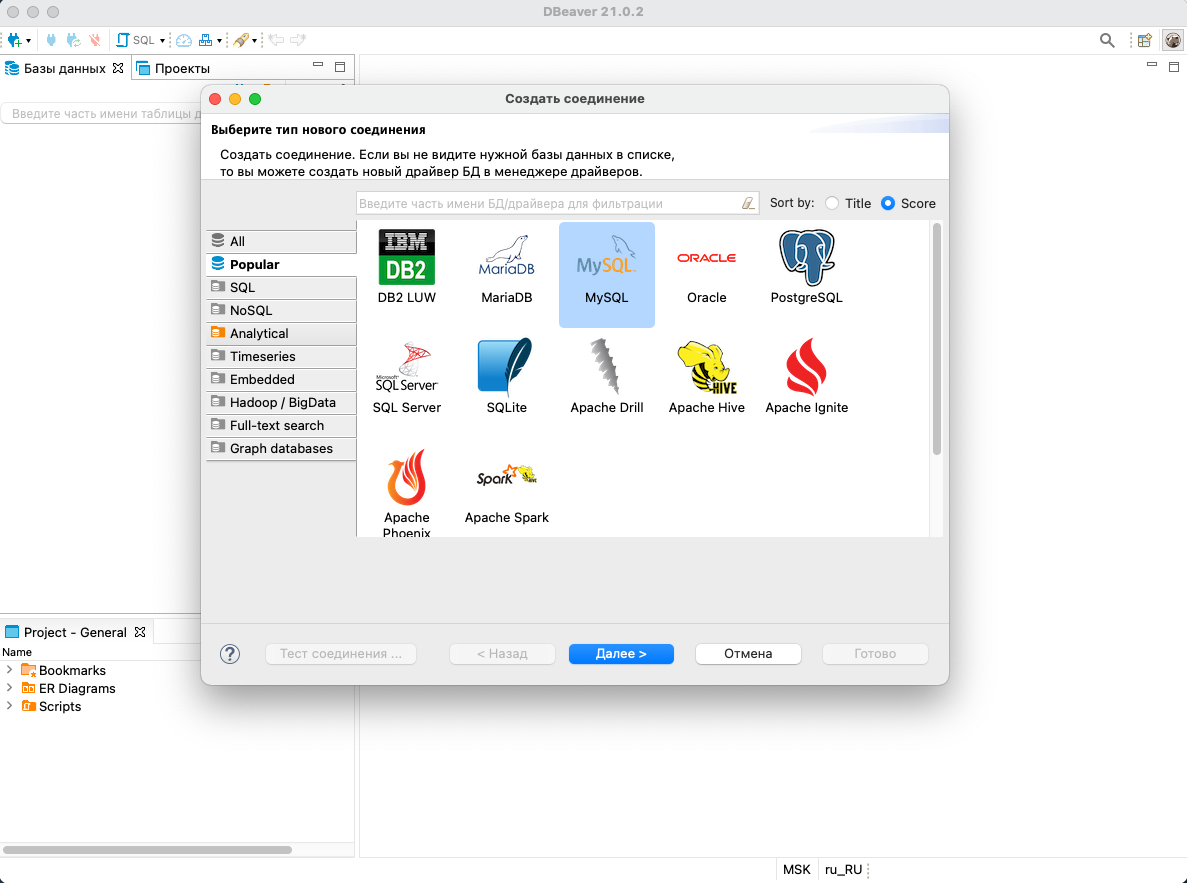 DBeaver 21.0.2
SQL
Базы данных
Проекты
Введите часть имени таблицы д
Создать соединение
Выберите тип нового соединения
Создать соединение. Если вы не видите нужной базы данных в списке,
то вы можете создать новый драйвер БД в менеджере драйверов.
Введите часть имени БД/драйвера для фильтрации
Sort by:
Title
Score
All
Popular
SQL
NoSQL
Analytical
Timeseries
Embedded
Hadoop / BigData
Full-text search
Graph databases
IBM
DB2
DB2 LUW
MariaDB
MariaDB
MySQL
MySQL
ORACLE
Oracle
PostgreSQL
Microsoft
SQL Server
SQL Server
SQLite
Apache Drill
HIVE
Apache Hive
Apache Ignite
Apache
Phoenix
Spark
HIVE
Apache Spark
?
Тест соединения ...
< Назад
Далее >
Отмена
Готово
Project - General
Name
Bookmarks
ER Diagrams
Scripts
MSK
ru_RU